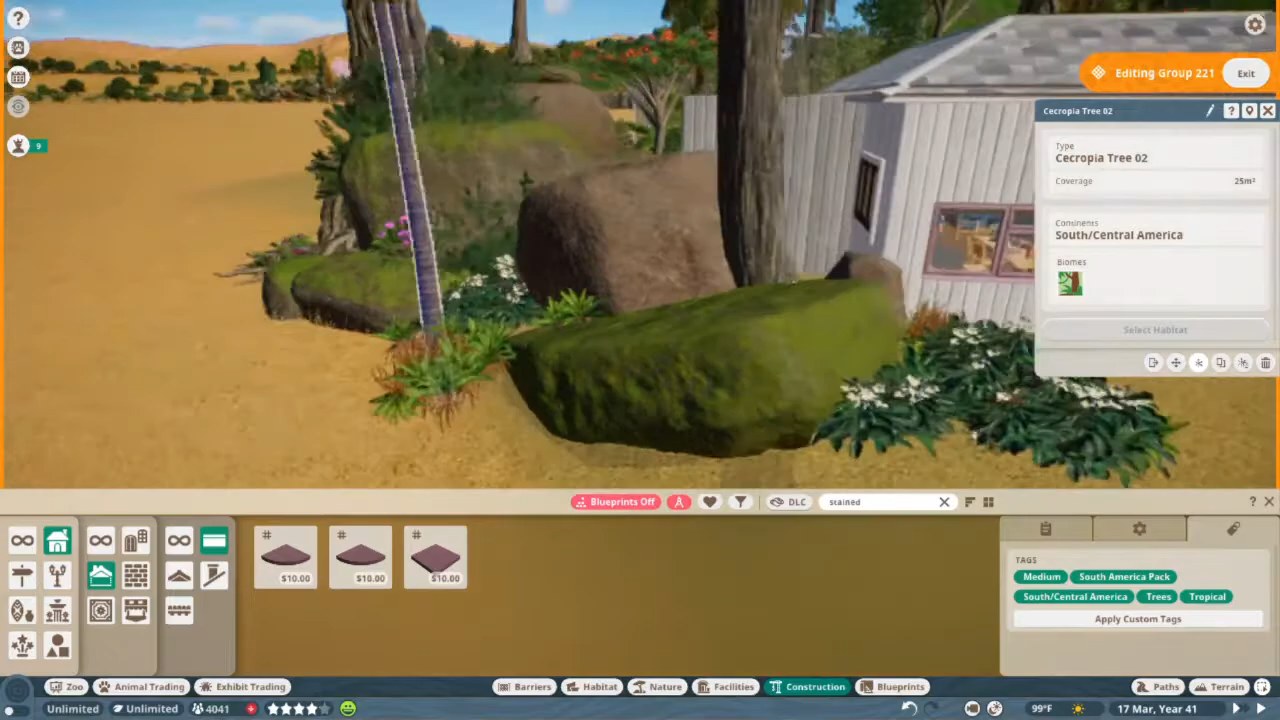 Editing Group 221
Exit
Cecropia Tree 02
Type
Cecropia Tree 02
Coverage 25m²
Continents
South/Central America
Biomes
Select Habitat
9
Blueprints Off
DLC
stained
$10.00
$10.00
$10.00
TAGS
Medium South America Pack
South/Central America Trees Tropical
Apply Custom Tags
Zoo Animal Trading Exhibit Trading Barriers Habitat Nature Facilities Construction Blueprints Paths Terrain
Unlimited Unlimited 4041 99°F 17 Mar, Year 41